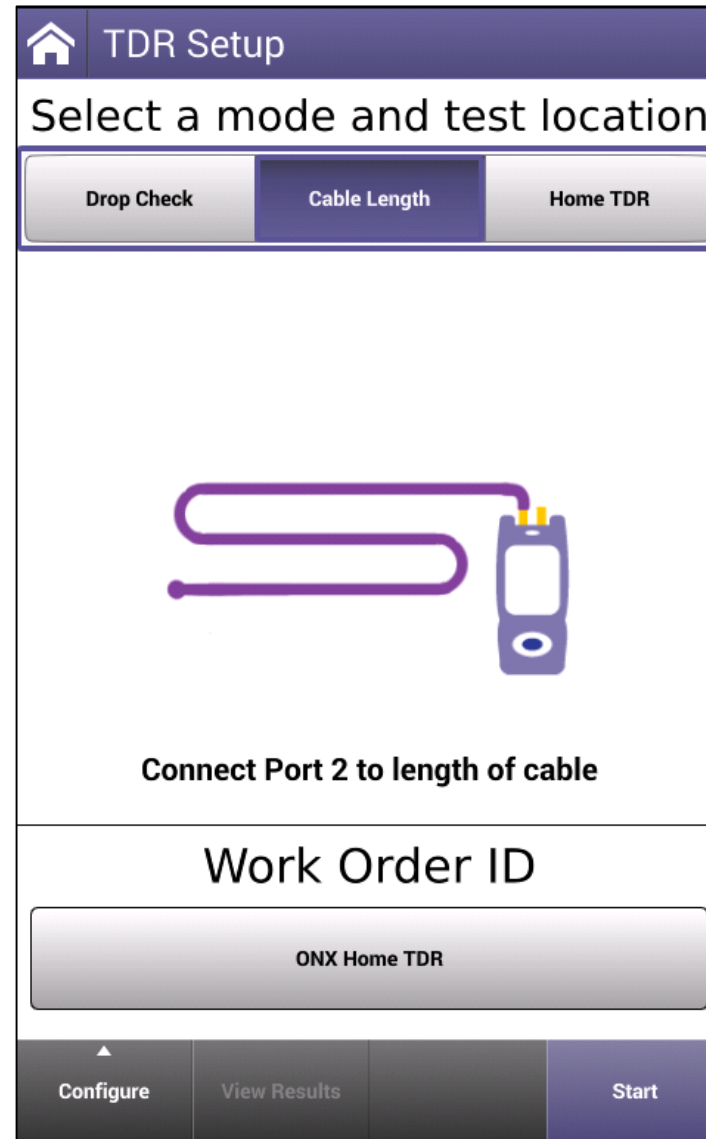 TDR Setup
Select a mode and test location
Drop Check Cable Length Home TDR
Connect Port 2 to length of cable
Work Order ID
ONX Home TDR
Configure View Results Start